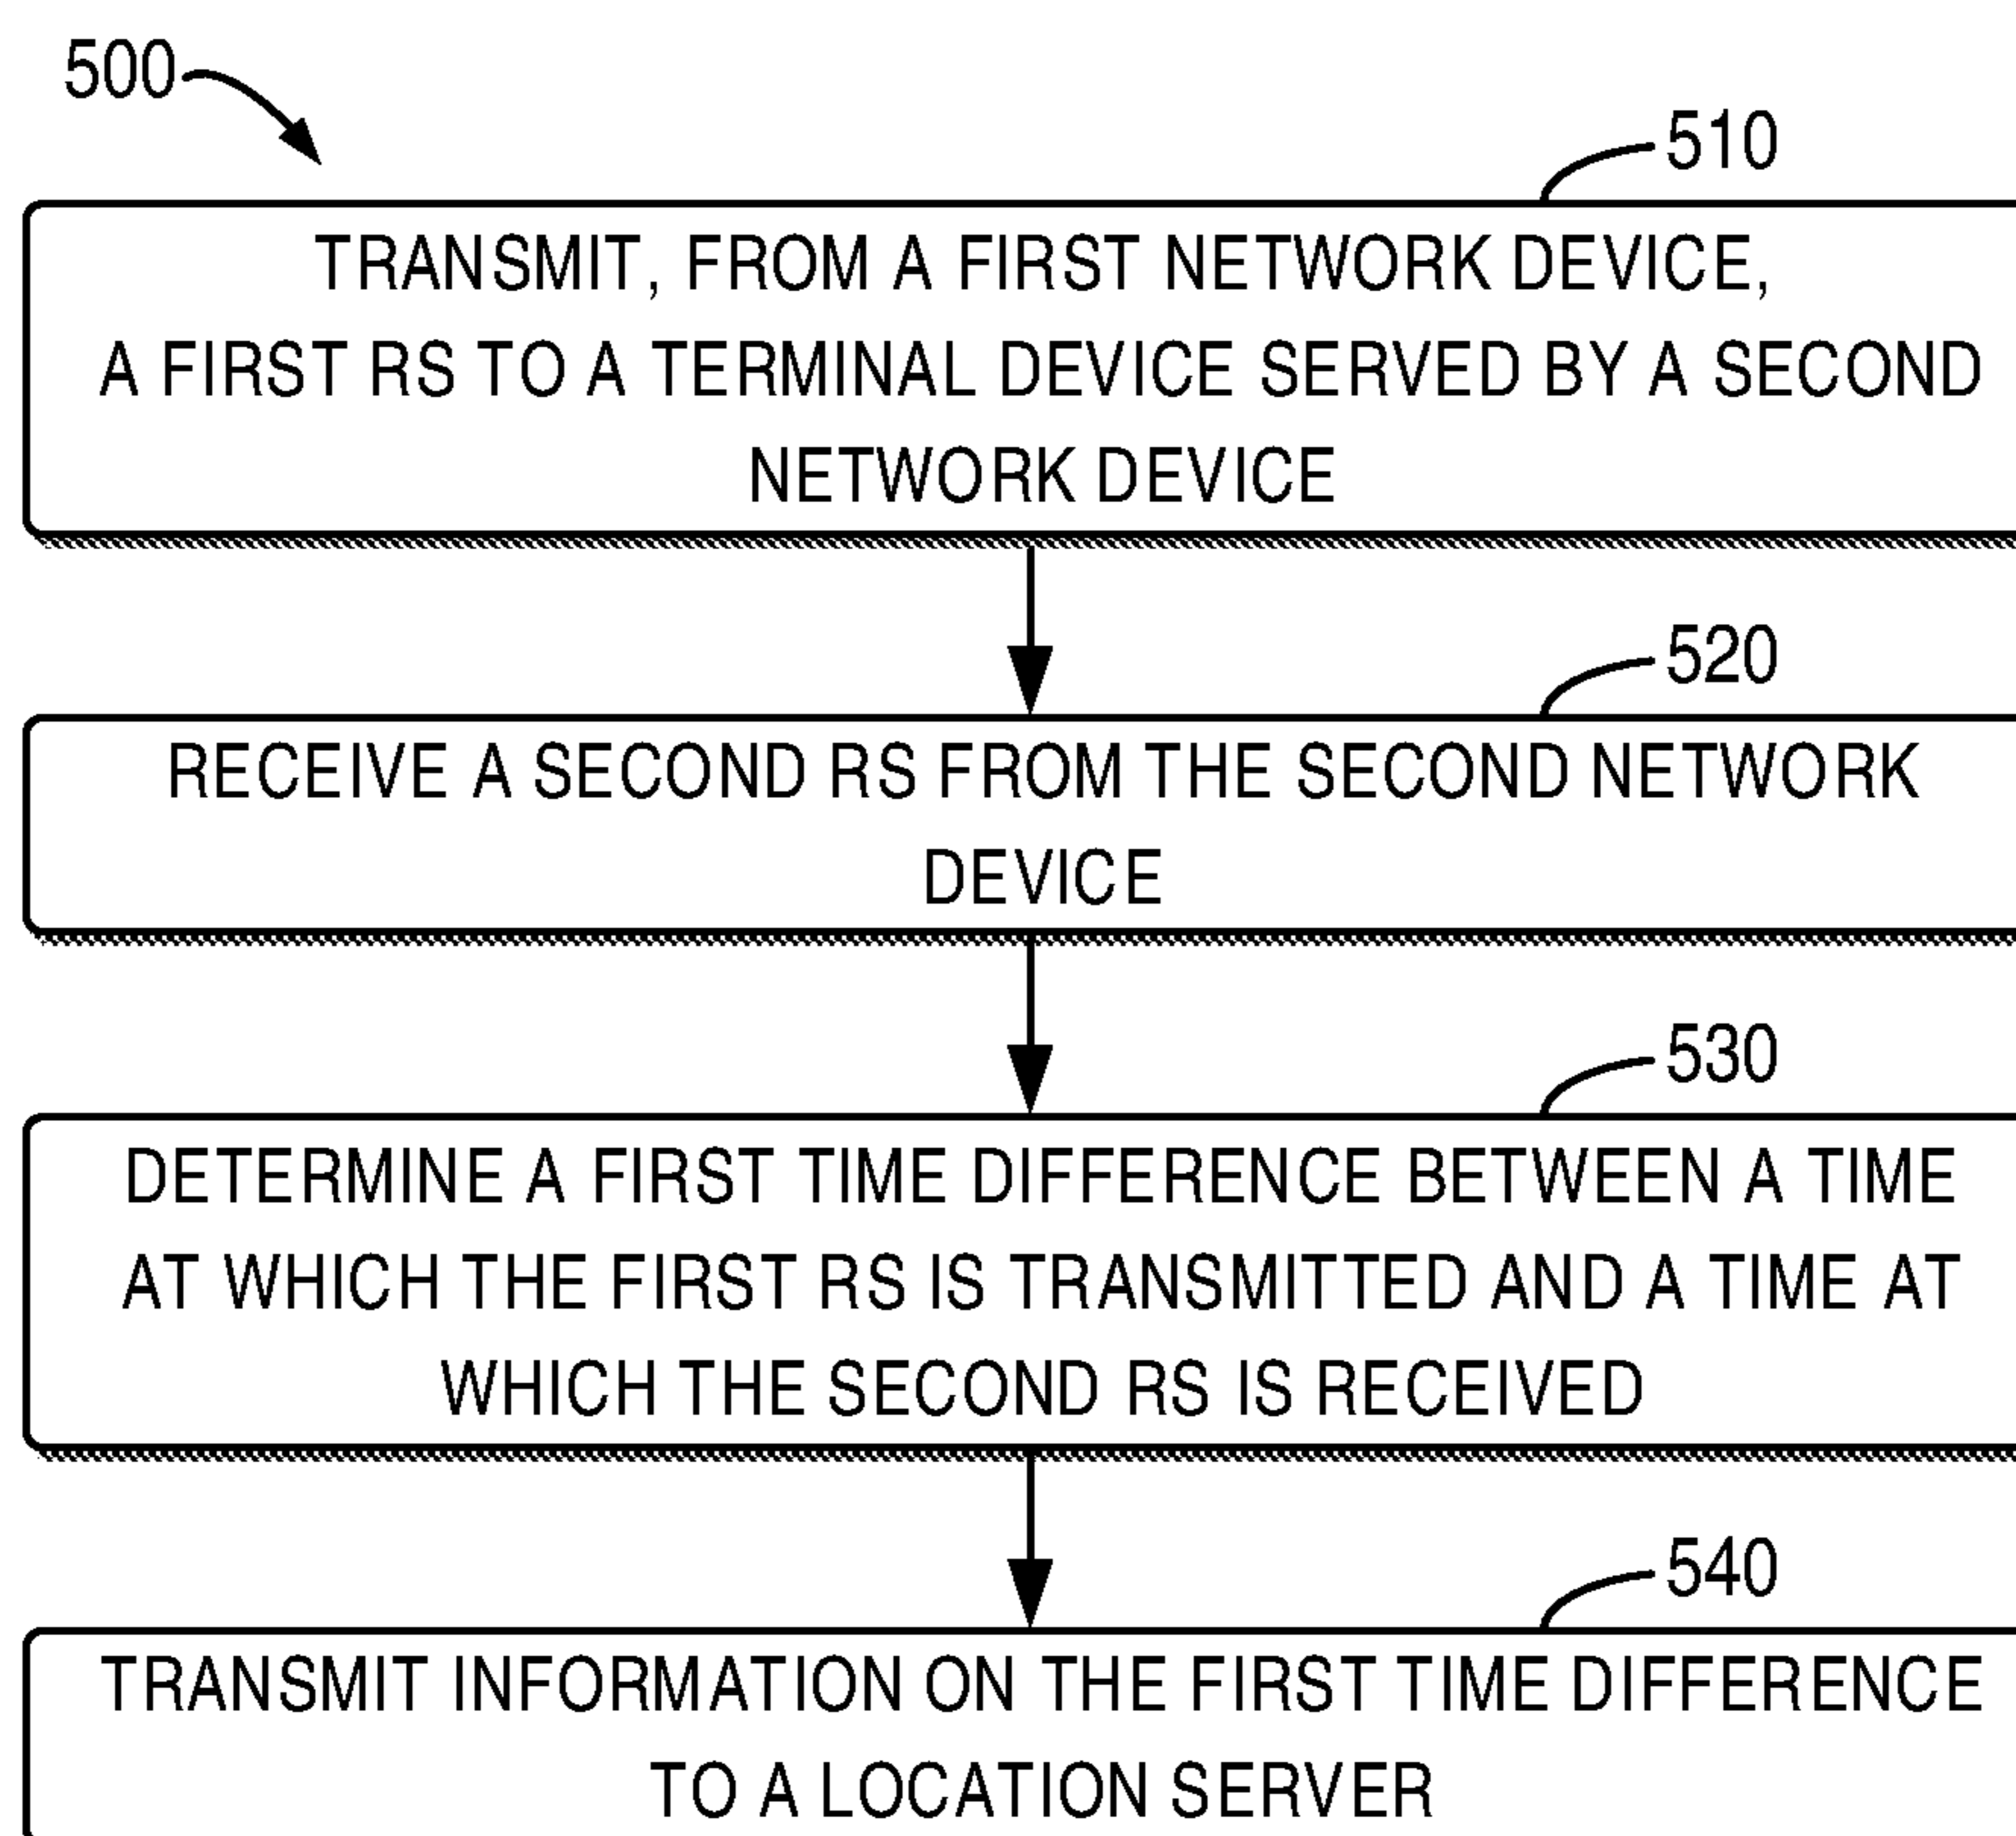 500
510
TRANSMIT, FROM A FIRST NETWORK DEVICE,
A FIRST RS TO A TERMINAL DEVICE SERVED BY A SECOND
NETWORK DEVICE
520
RECEIVE A SECOND RS FROM THE SECOND NETWORK
DEVICE
530
DETERMINE A FIRST TIME DIFFERENCE BETWEEN A TIME
AT WHICH THE FIRST RS IS TRANSMITTED AND A TIME AT
WHICH THE SECOND RS IS RECEIVED
540
TRANSMIT INFORMATION ON THE FIRST TIME DIFFERENCE
TO A LOCATION SERVER